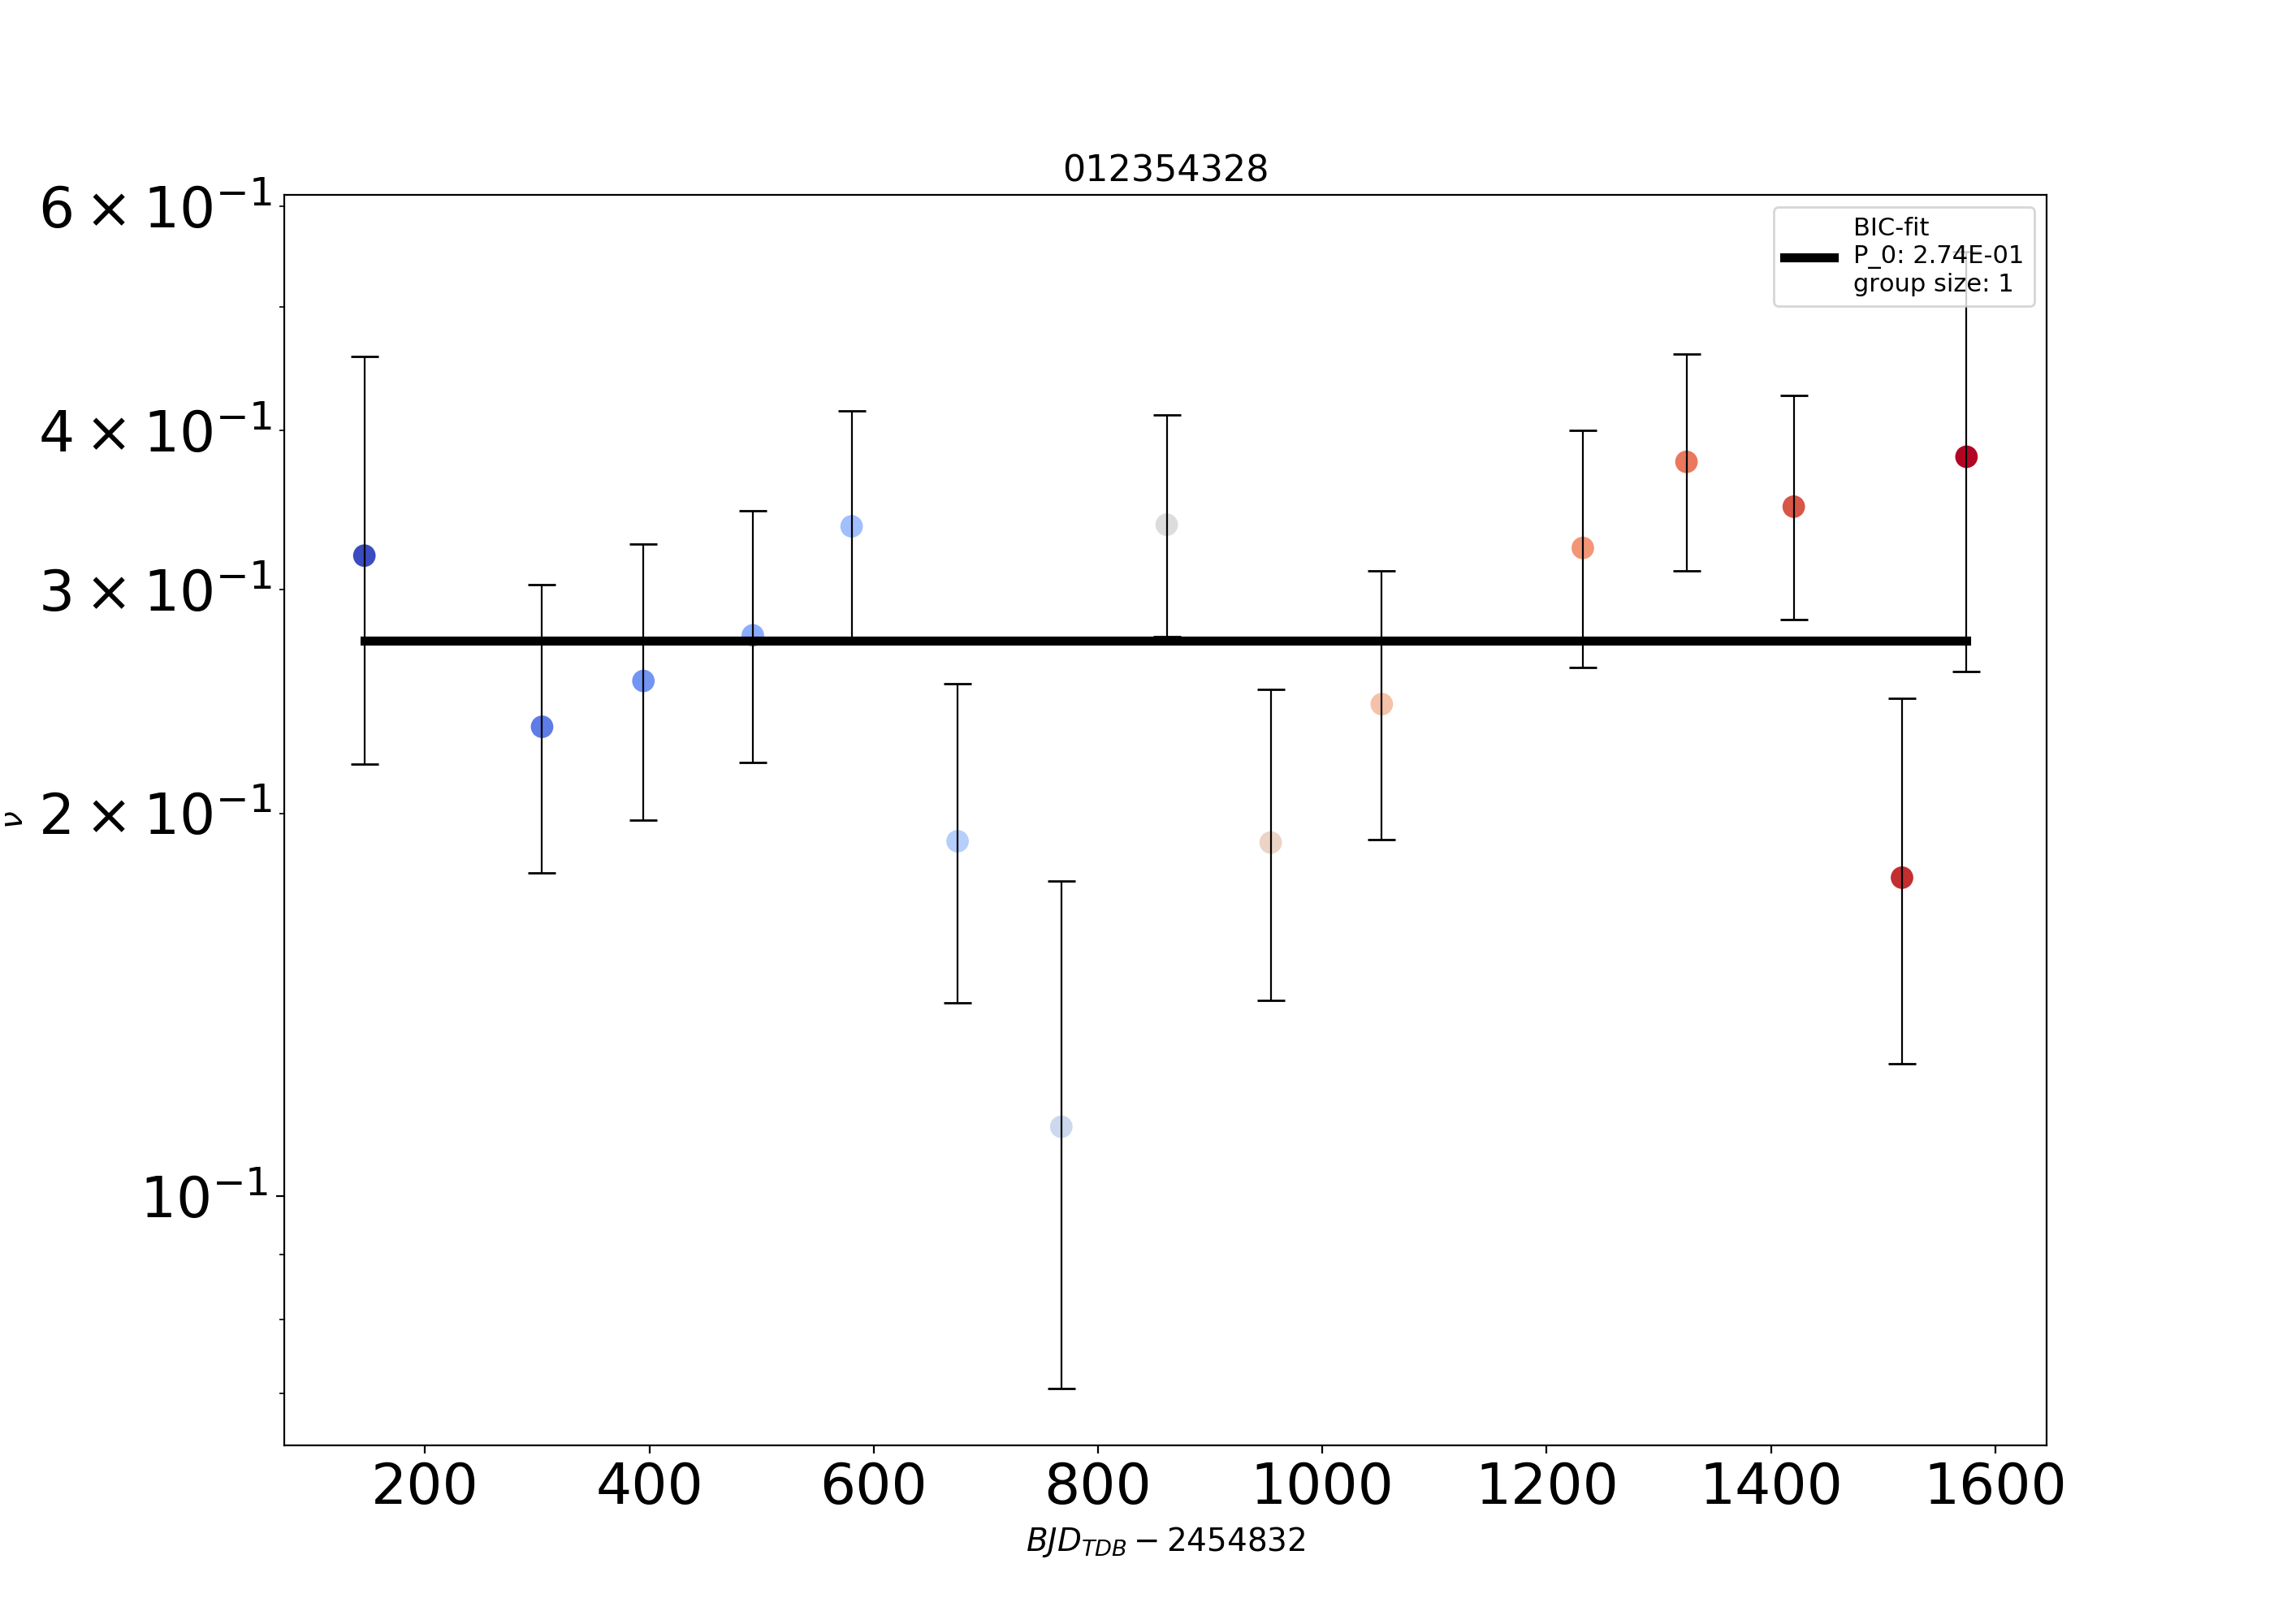 012354328
6 × 10⁻¹
4 × 10⁻¹
3 × 10⁻¹
2 × 10⁻¹
10⁻¹
ν
BIC-fit
P_0: 2.74E-01
group size: 1
200 400 600 800 1000 1200 1400 1600
BJD_TDB − 2454832